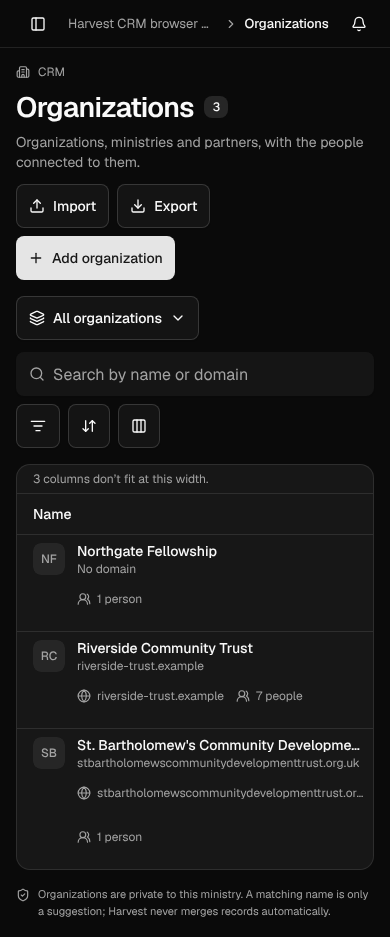 Harvest CRM browser ... > Organizations
CRM
Organizations 3
Organizations, ministries and partners, with the people
connected to them.
Import Export
+ Add organization
All organizations
Search by name or domain
3 columns don't fit at this width.
Name
NF Northgate Fellowship
No domain
1 person
RC Riverside Community Trust
riverside-trust.example
riverside-trust.example 7 people
SB St. Bartholomew's Community Developme...
stbartholomewscommunitydevelopmenttrust.org.uk
stbartholomewscommunitydevelopmenttrust.or...
1 person
Organizations are private to this ministry. A matching name is only
a suggestion; Harvest never merges records automatically.